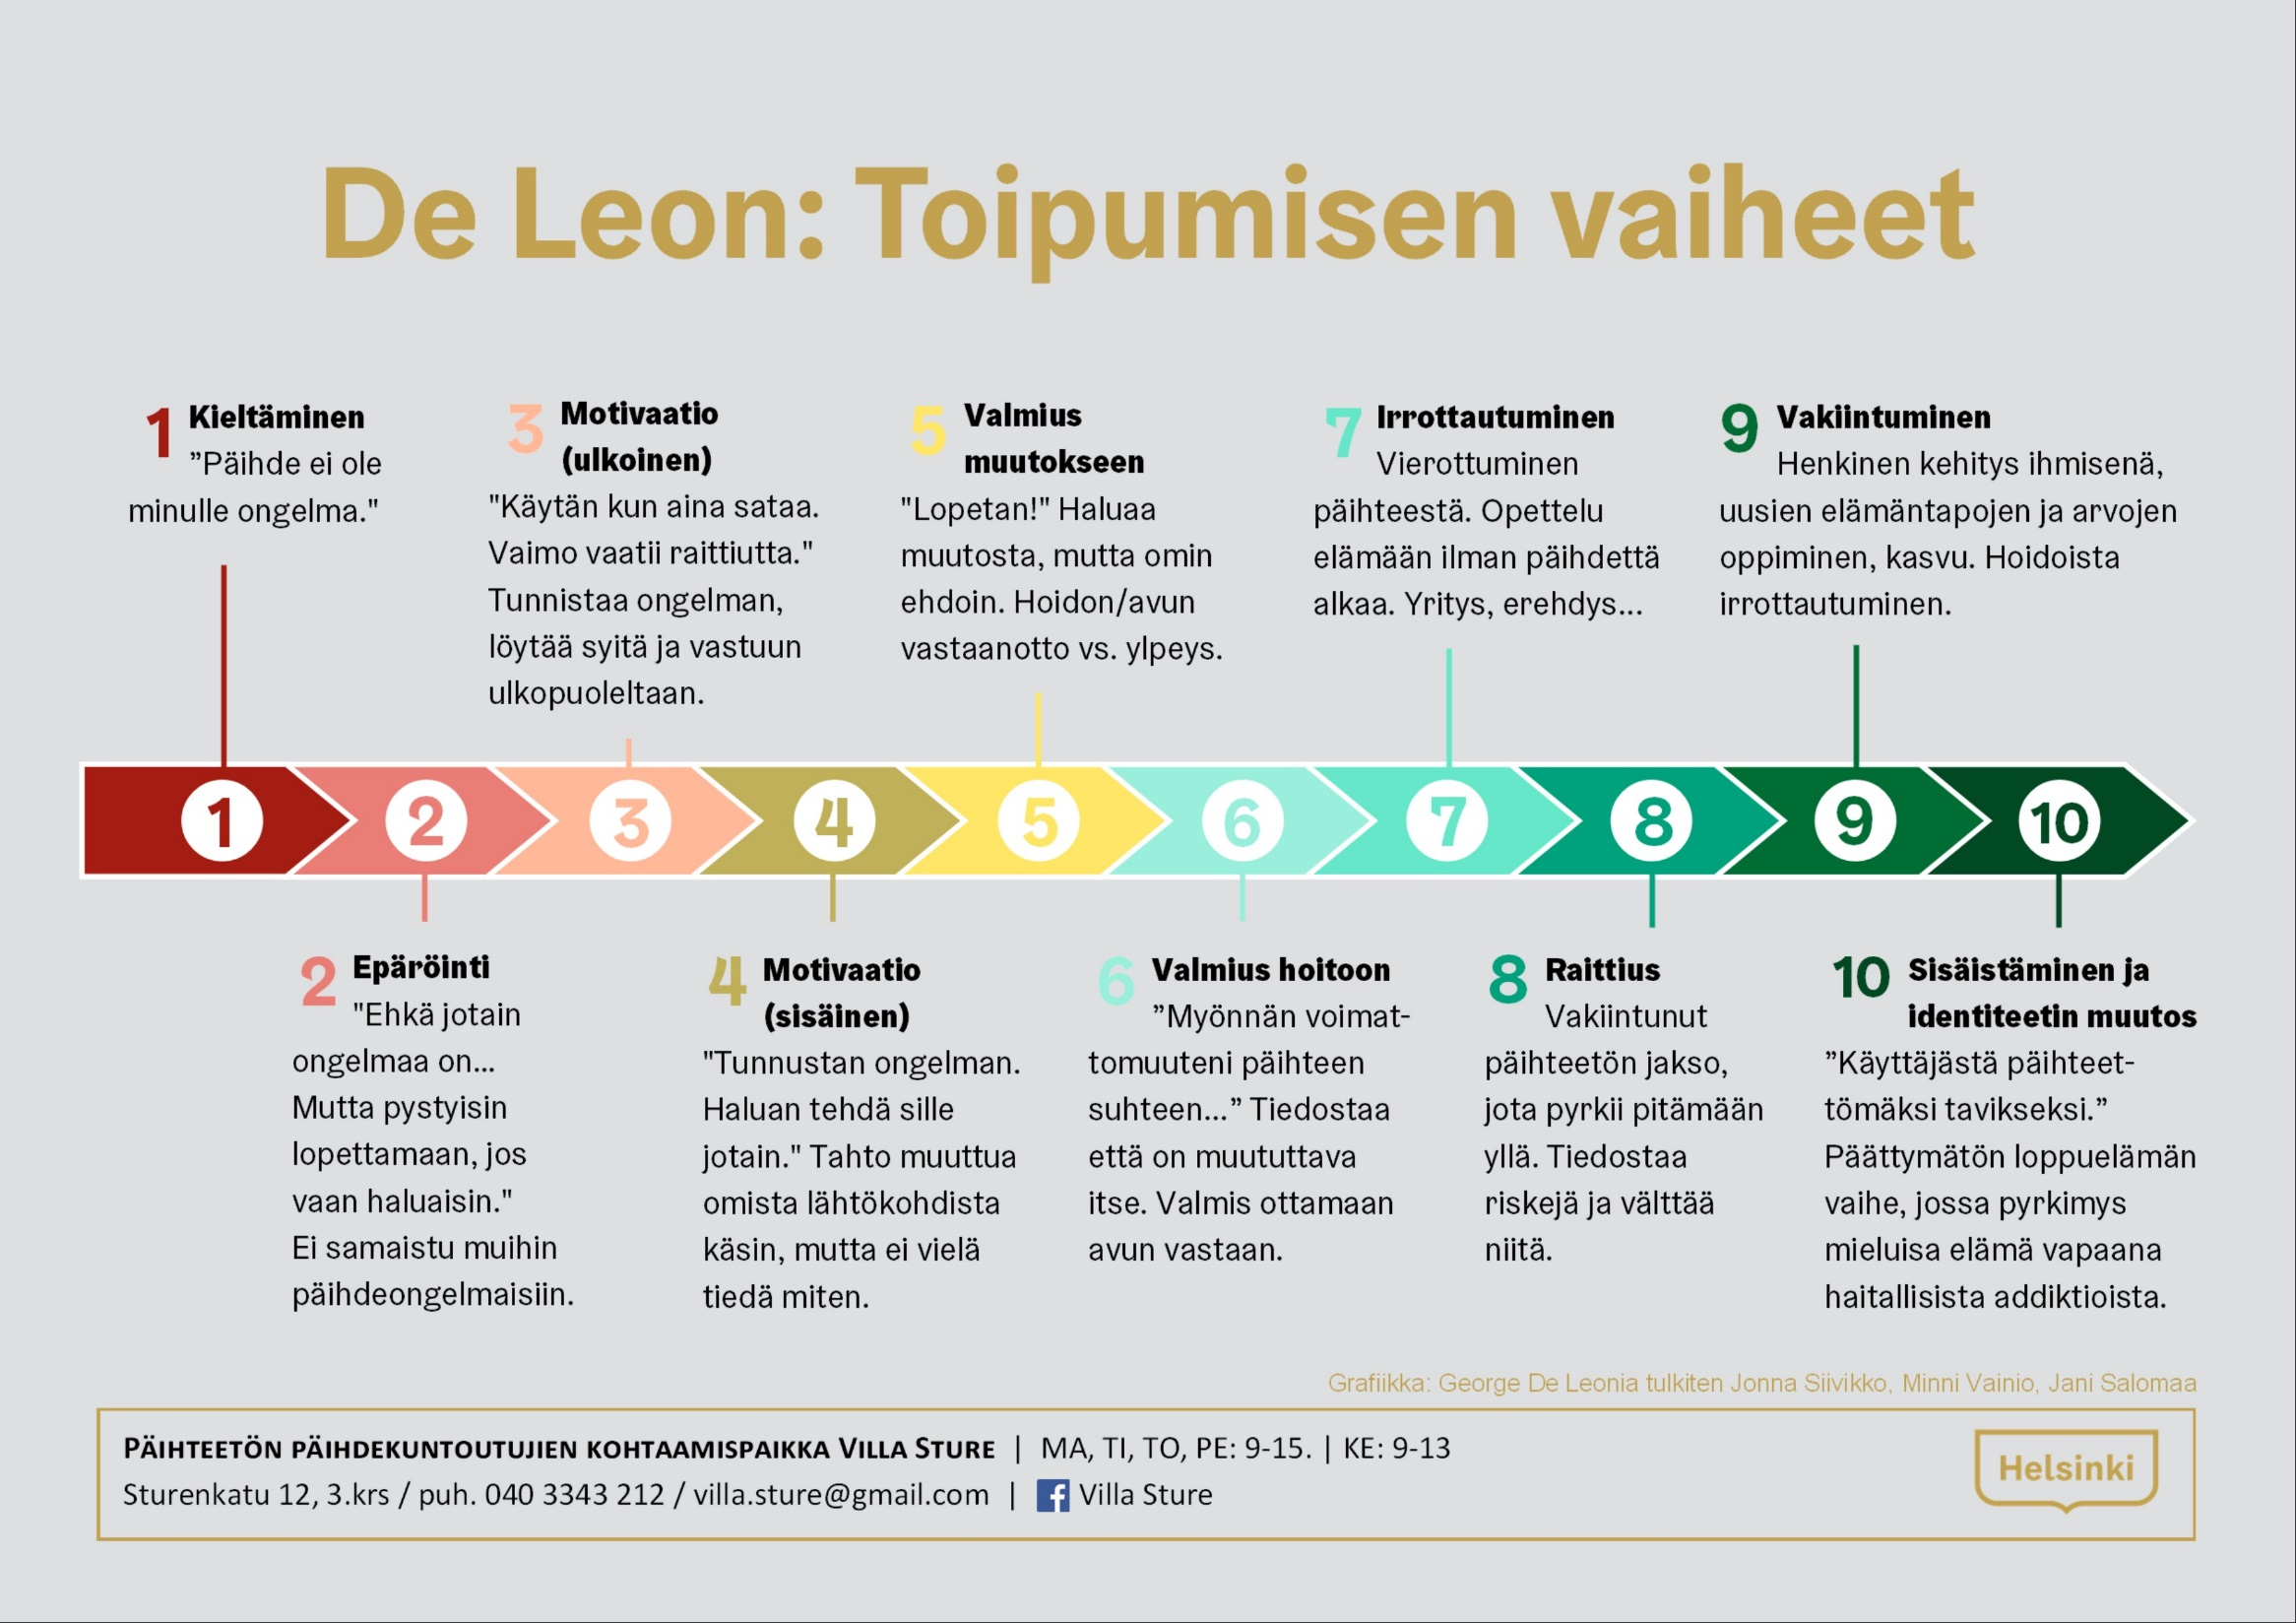 De Leon: Toipumisen vaiheet
1 Kieltäminen
”Päihde ei ole
minulle ongelma."
3 Motivaatio
(ulkoinen)
"Käytän kun aina sataa.
Vaimo vaatii raittiutta."
Tunnistaa ongelman,
löytää syitä ja vastuun
ulkopuoleltaan.
5 Valmius
muutokseen
"Lopetan!" Haluaa
muutosta, mutta omin
ehdoin. Hoidon/avun
vastaanotto vs. ylpeys.
7 Irrottautuminen
Vierottuminen
päihteestä. Opettelu
elämään ilman päihdettä
alkaa. Yritys, erehdys...
9 Vakiintuminen
Henkinen kehitys ihmisenä,
uusien elämäntapojen ja arvojen
oppiminen, kasvu. Hoidoista
irrottautuminen.
1 2 3 4 5 6 7 8 9 10
2 Epäröinti
"Ehkä jotain
ongelmaa on...
Mutta pystyisin
lopettamaan, jos
vaan haluaisin."
Ei samaistu muihin
päihdeongelmaisiin.
4 Motivaatio
(sisäinen)
"Tunnustan ongelman.
Haluan tehdä sille
jotain." Tahto muuttua
omista lähtökohdista
käsin, mutta ei vielä
tiedä miten.
6 Valmius hoitoon
”Myönnän voimat-
tomuuteni päihteen
suhteen...” Tiedostaa
että on muututtava
itse. Valmis ottamaan
avun vastaan.
8 Raittius
Vakiintunut
päihteetön jakso,
jota pyrkii pitämään
yllä. Tiedostaa
riskejä ja välttää
niitä.
10 Sisäistäminen ja
identiteetin muutos
”Käyttäjästä päihteet-
tömäksi tavikseksi.”
Päättymätön loppuelämän
vaihe, jossa pyrkimys
mieluisa elämä vapaana
haitallisista addiktioista.
Grafiikka: George De Leonia tulkiten Jonna Siivikko, Minni Vainio, Jani Salomaa
PÄIHTEETÖN PÄIHDEKUNTOUTUJIEN KOHTAAMISPAIKKA VILLA STURE | MA, TI, TO, PE: 9-15. | KE: 9-13
Sturenkatu 12, 3.krs / puh. 040 3343 212 / villa.sture@gmail.com | f Villa Sture
Helsinki